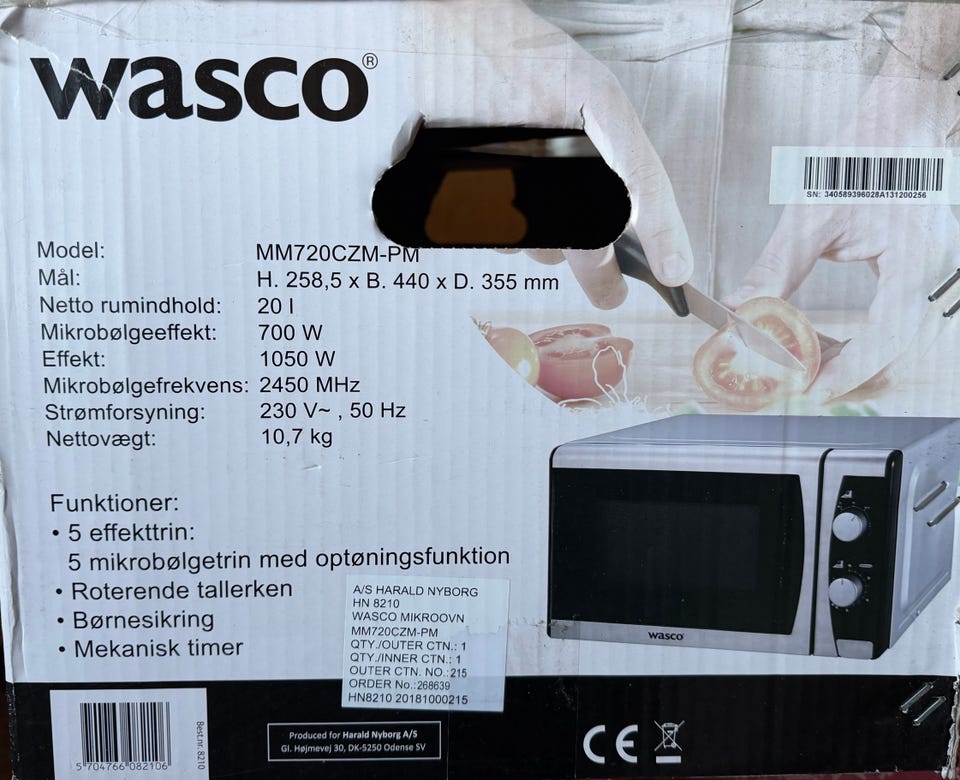 wasco®
SN: 340589396028A131200256
Model: MM720CZM-PM
Mål: H. 258,5 x B. 440 x D. 355 mm
Netto rumindhold: 20 l
Mikrobølgeeffekt: 700 W
Effekt: 1050 W
Mikrobølgefrekvens: 2450 MHz
Strømforsyning: 230 V~ , 50 Hz
Nettovægt: 10,7 kg
Funktioner:
• 5 effekttrin:
5 mikrobølgetrin med optøningsfunktion
• Roterende tallerken
• Børnesikring
• Mekanisk timer
A/S HARALD NYBORG
HN 8210
WASCO MIKROOVN
MM720CZM-PM
QTY./OUTER CTN.: 1
QTY./INNER CTN.: 1
OUTER CTN. NO.: 215
ORDER No.: 268639
HN8210 20181000215
wasco®
5 704766 082106
Best.nr. 8210
Produced for Harald Nyborg A/S
Gl. Højmevej 30, DK-5250 Odense SV
CE